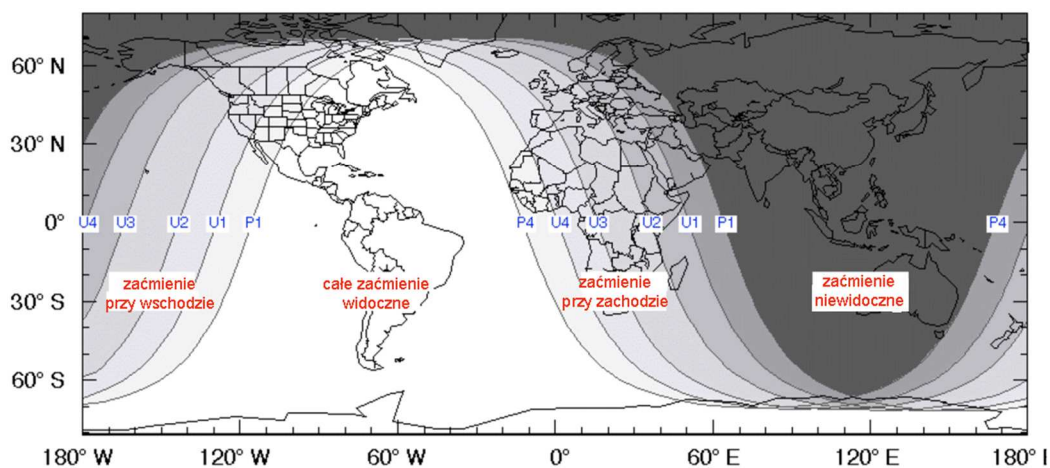 60° N
30° N
0°
30° S
60° S
U4 U3 U2 U1 P1 P4 U4 U3 U2 U1 P1 P4
zaćmienie
przy wschodzie
całe zaćmienie
widoczne
zaćmienie
przy zachodzie
zaćmienie
niewidoczne
180° W 120° W 60° W 0° 60° E 120° E 180° I